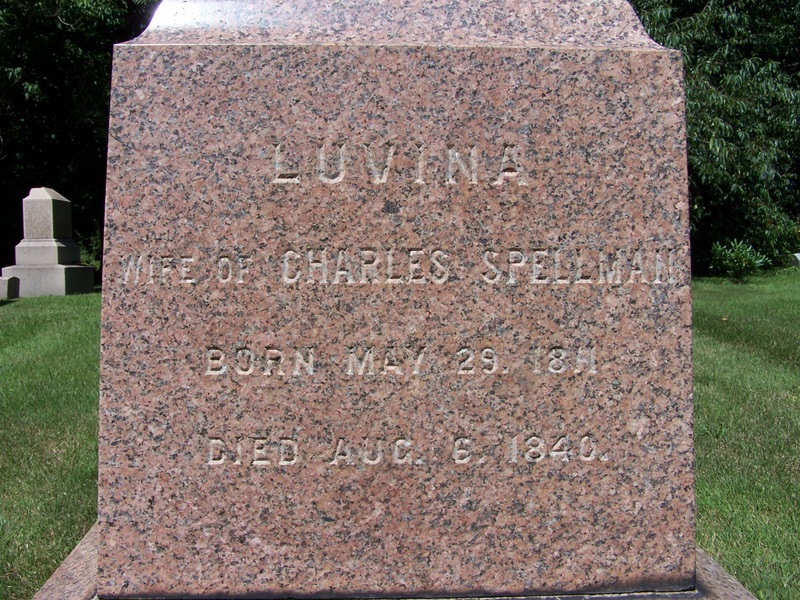 LUVINA
WIFE OF CHARLES SPELLMAN
BORN MAY 29. 1811
DIED AUG. 6. 1840.